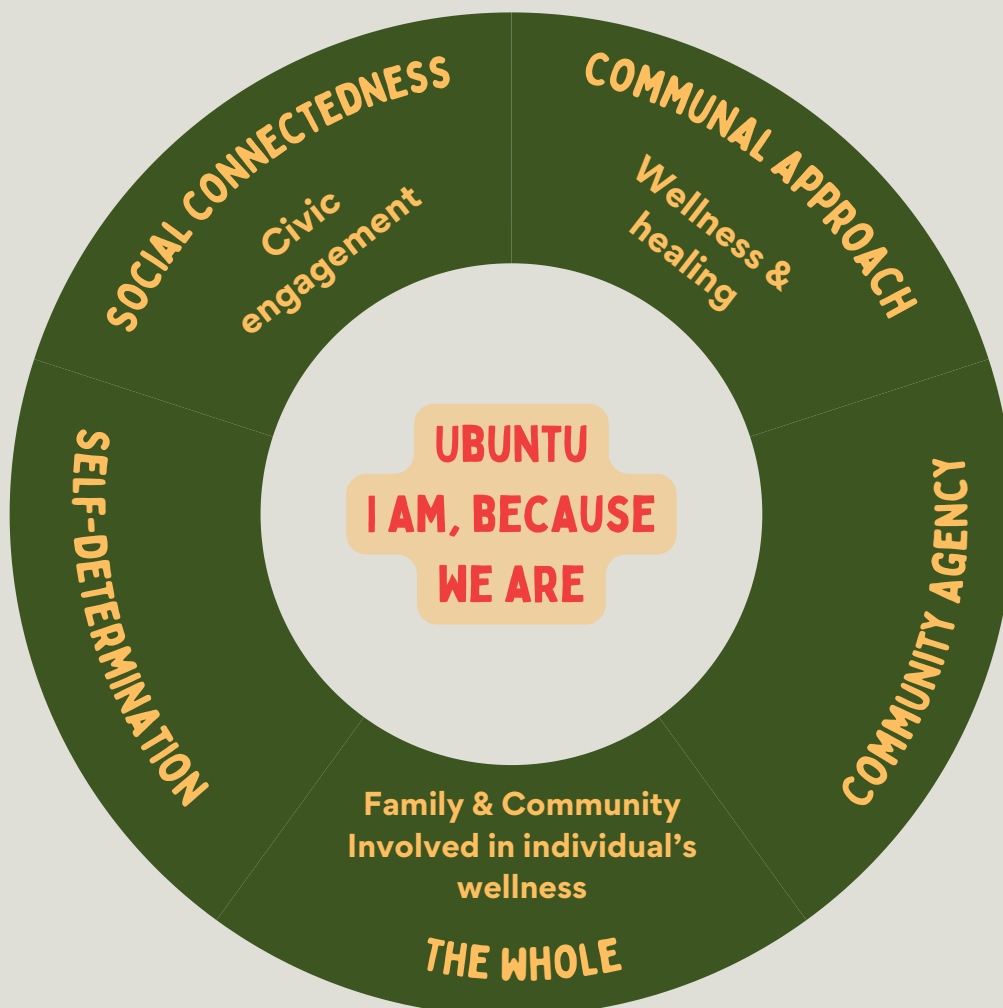 SOCIAL CONNECTEDNESS
Civic
engagement
COMMUNAL APPROACH
Wellness &
healing
UBUNTU
I AM, BECAUSE
WE ARE
SELF-DETERMINATION
COMMUNITY AGENCY
Family & Community
Involved in individual’s
wellness
THE WHOLE